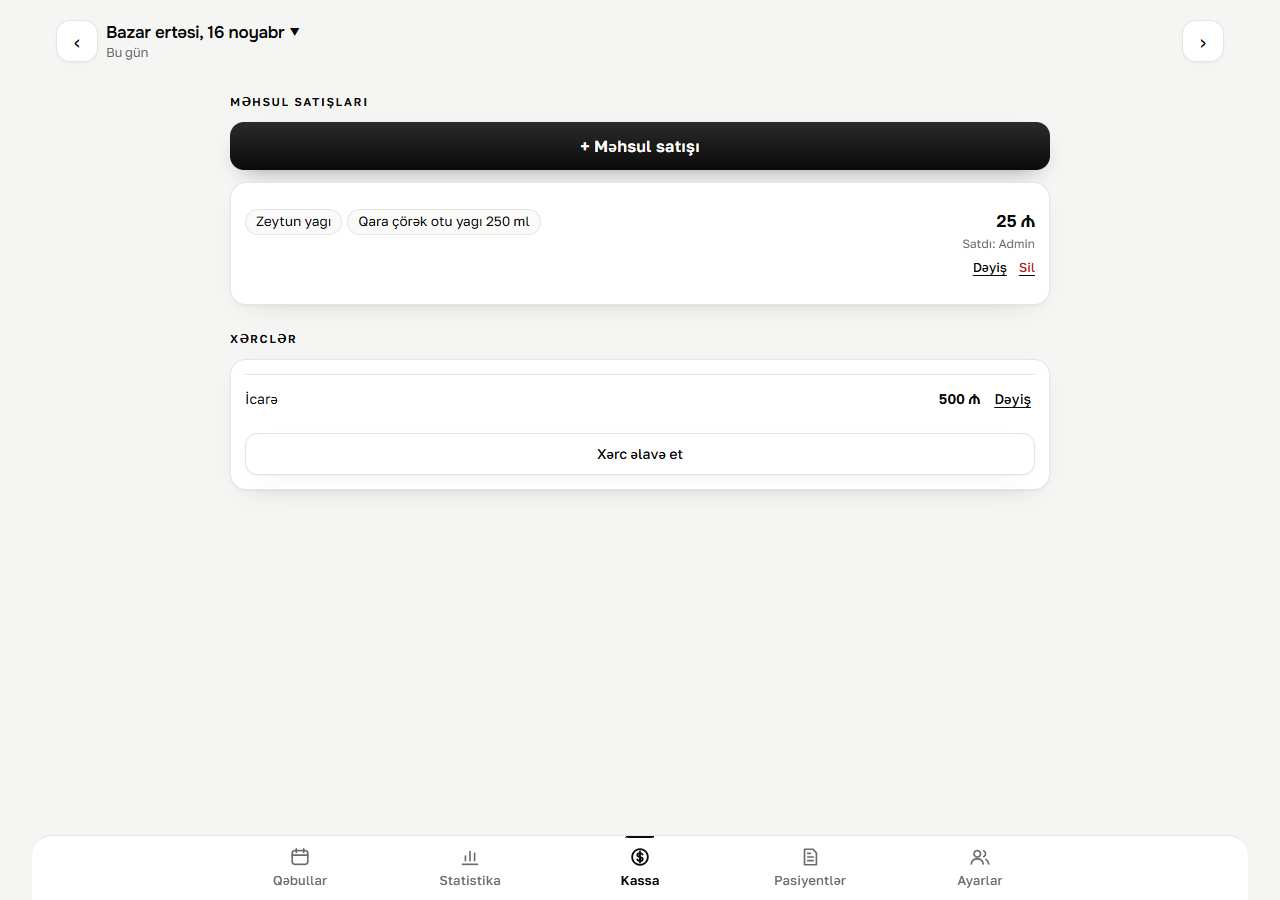 ‹
Bazar ertəsi, 16 noyabr ▼
Bu gün
›
MƏHSUL SATIŞLARI
+ Məhsul satışı
Zeytun yagı
Qara çörək otu yagı 250 ml
25 ₼
Satdı: Admin
Dəyiş Sil
XƏRCLƏR
İcarə
500 ₼ Dəyiş
Xərc əlavə et
Qəbullar
Statistika
Kassa
Pasiyentlər
Ayarlar